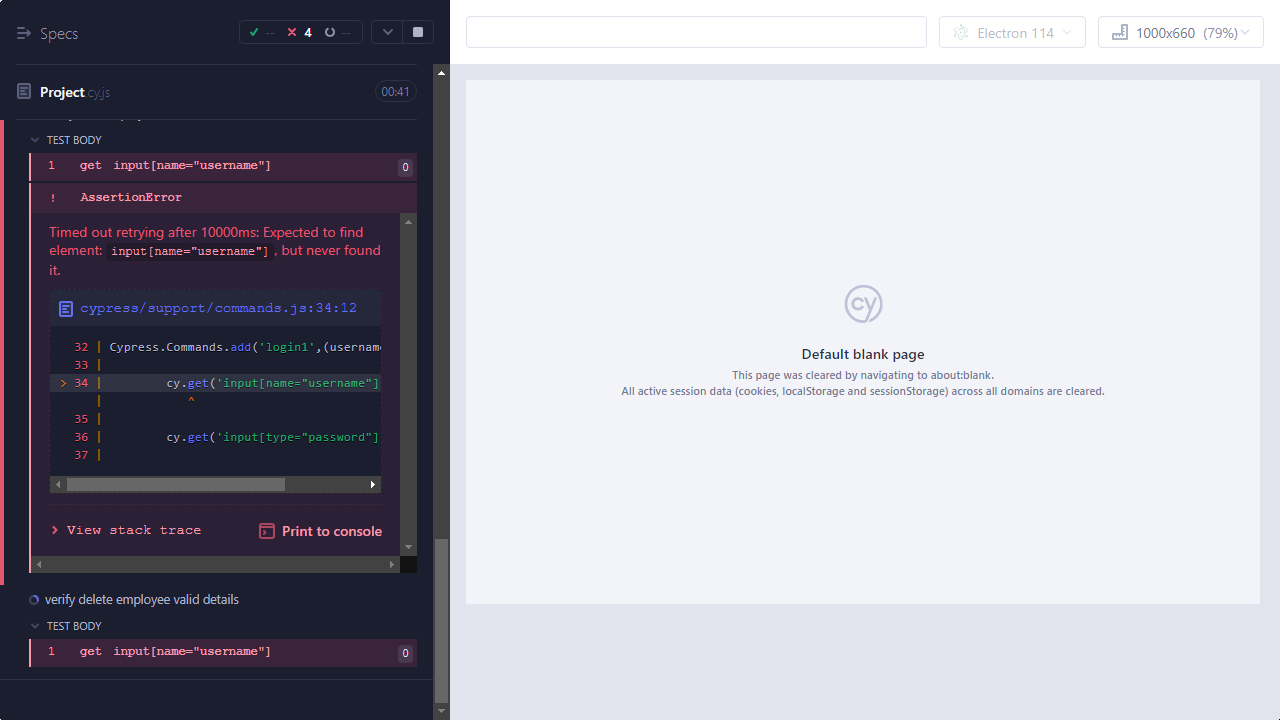 Specs
-- 4 --
Project.cy.js
00:41
TEST BODY
1 get input[name="username"] 0
! AssertionError
Timed out retrying after 10000ms: Expected to find
element: input[name="username"], but never found
it.
cypress/support/commands.js:34:12
32 | Cypress.Commands.add('login1',(usernam
33 |
> 34 | cy.get('input[name="username"]
| ^
35 |
36 | cy.get('input[type="password"]
37 |
> View stack trace
Print to console
verify delete employee valid details
TEST BODY
1 get input[name="username"] 0
Electron 114
1000x660 (79%)
cy
Default blank page
This page was cleared by navigating to about:blank.
All active session data (cookies, localStorage and sessionStorage) across all domains are cleared.